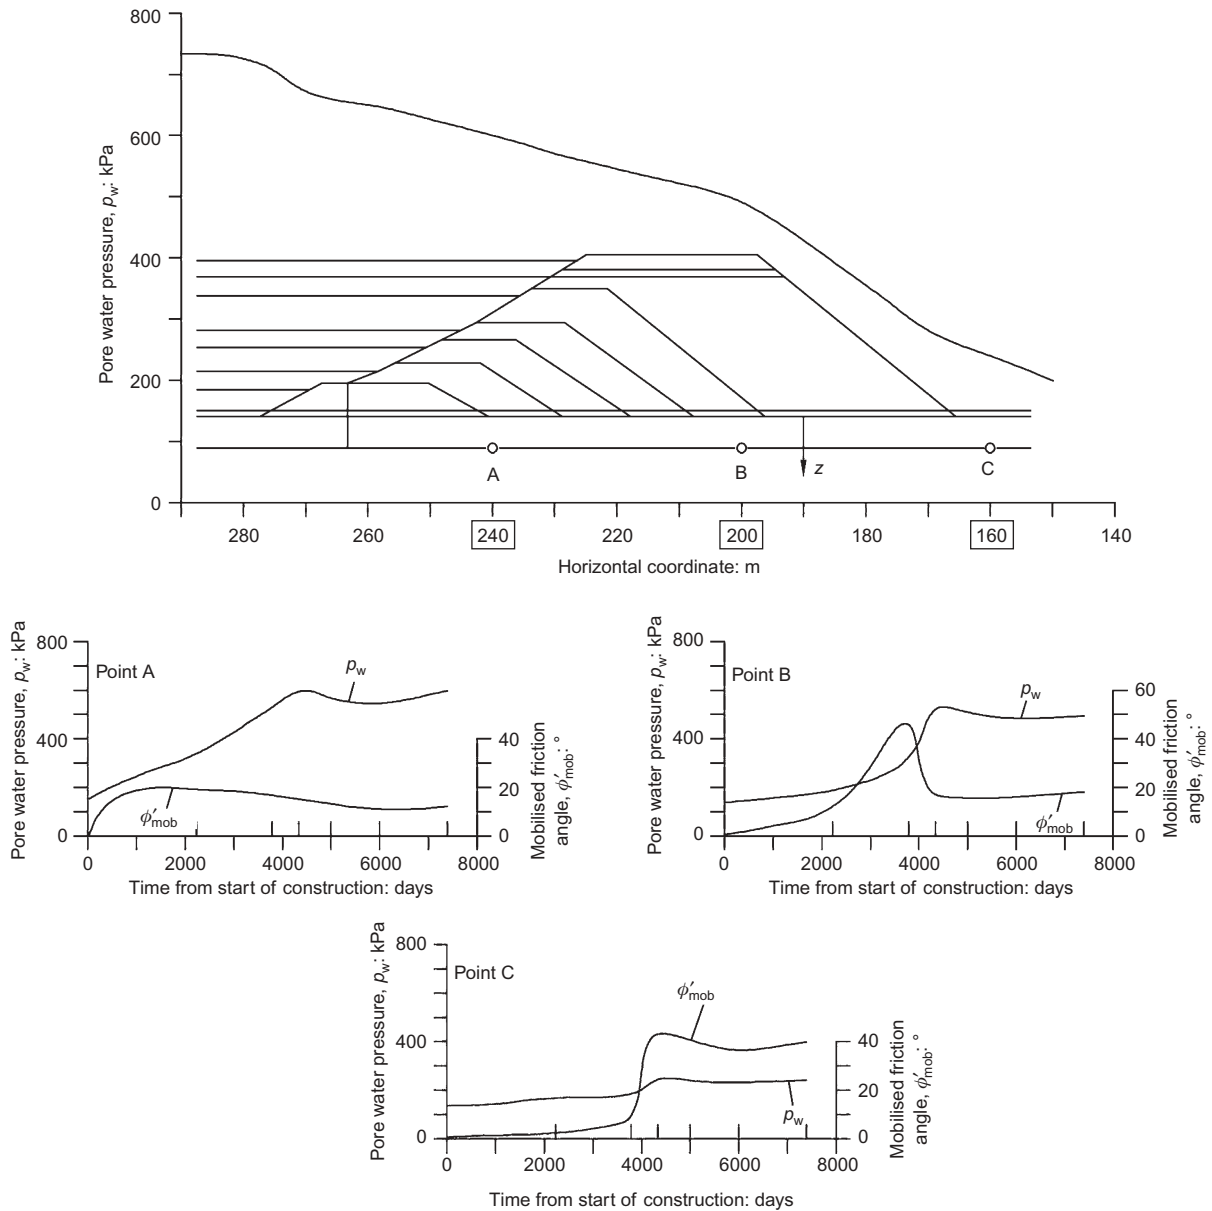 800
600
400
200
0
Pore water pressure, pw: kPa
A
B
C
z
280
260
240
220
200
180
160
140
Horizontal coordinate: m
Pore water pressure, pw: kPa
800
400
0
Point A
pw
ϕ′mob
40
20
0
Mobilised friction
angle, ϕ′mob: °
0
2000
4000
6000
8000
Time from start of construction: days
Pore water pressure, pw: kPa
800
400
0
Point B
pw
ϕ′mob
60
40
20
0
Mobilised friction
angle, ϕ′mob: °
0
2000
4000
6000
8000
Time from start of construction: days
Pore water pressure, pw: kPa
800
400
0
Point C
ϕ′mob
pw
40
20
0
Mobilised friction
angle, ϕ′mob: °
0
2000
4000
6000
8000
Time from start of construction: days